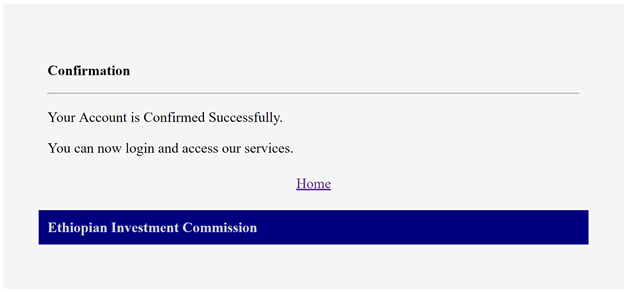 Confirmation
Your Account is Confirmed Successfully.
You can now login and access our services.
Home
Ethiopian Investment Commission